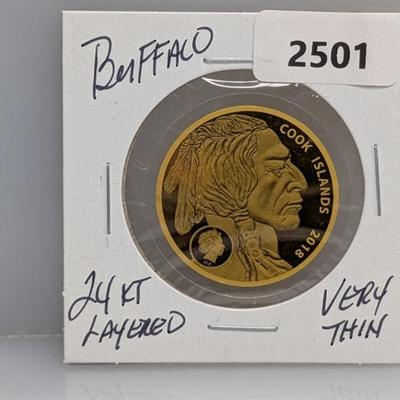 BUFFALO
2501
COOK ISLANDS · 2018
24 KT
LAYERED
VERY
THIN